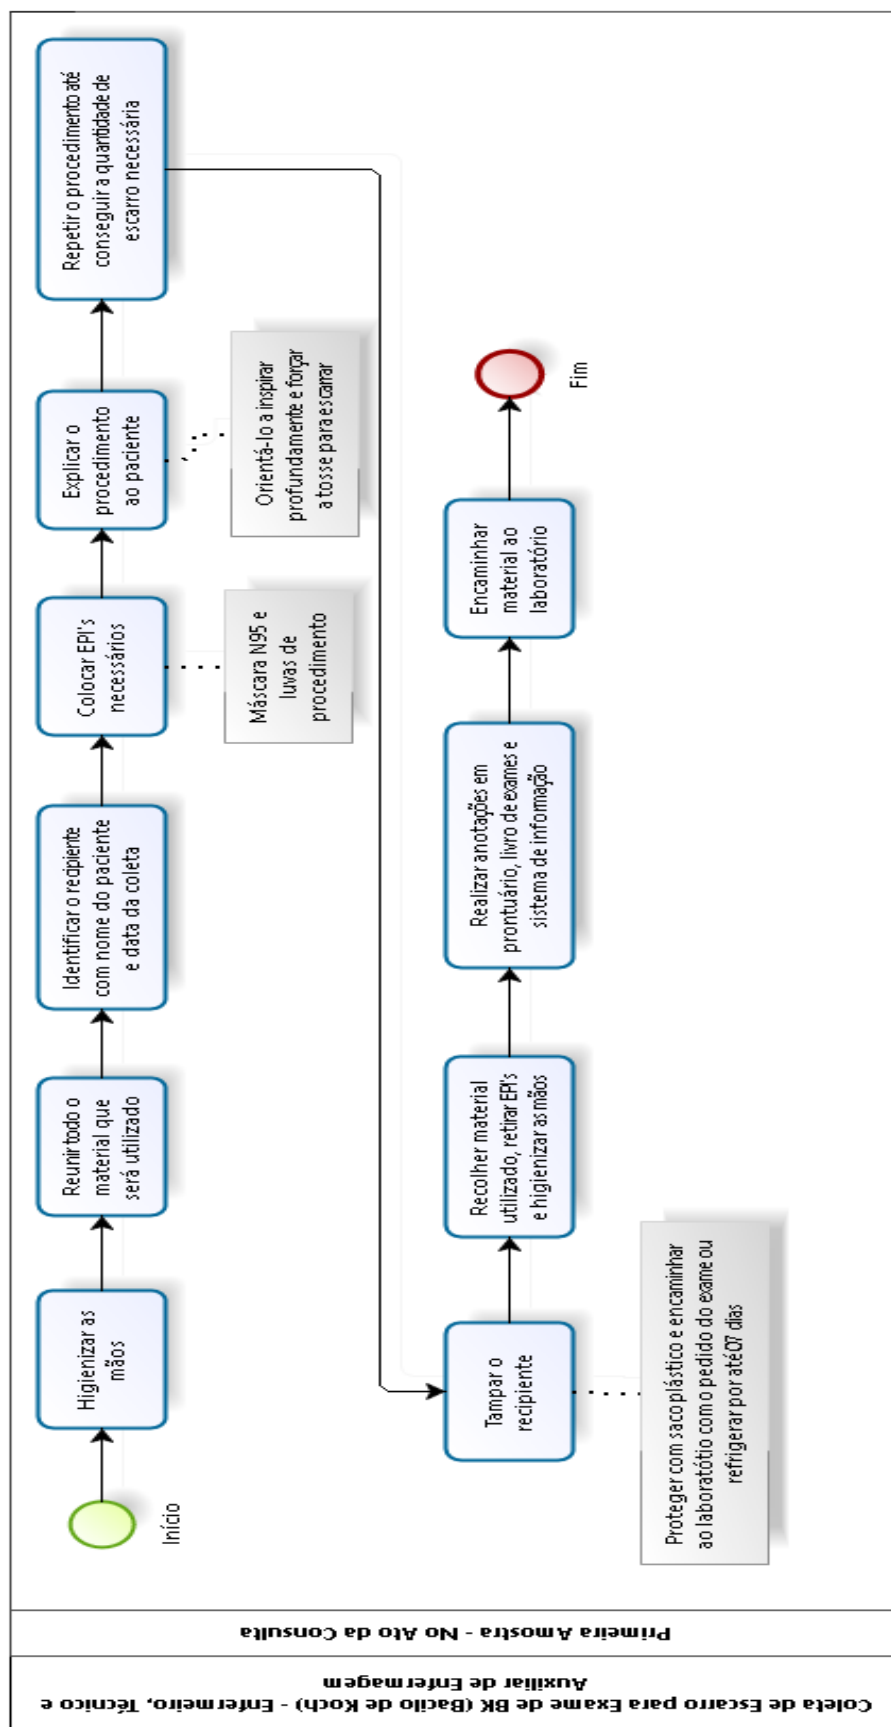 Coleta de Escarro para Exame de BK (Bacilo de Koch) - Enfermeiro, Técnico e
Auxiliar de Enfermagem
Primeira Amostra - No Ato da Consulta
Início
Higienizar as
mãos
Reunir todo o
material que
será utilizado
Identificar o recipiente
com nome do paciente
e data da coleta
Colocar EPI's
necessários
Máscara N95 e
luvas de
procedimento
Explicar o
procedimento
ao paciente
Orientá-lo a inspirar
profundamente e forçar
a tosse para escarrar
Repetir o procedimento até
conseguir a quantidade de
escarro necessária
Tampar o
recipiente
Proteger com saco plástico e encaminhar
ao laboratótio com o pedido do exame ou
refrigerar por até 07 dias
Recolher material
utilizado, retirar EPI's
e higienizar as mãos
Realizar anotações em
prontuário, livro de exames e
sistema de informação
Encaminhar
material ao
laboratório
Fim